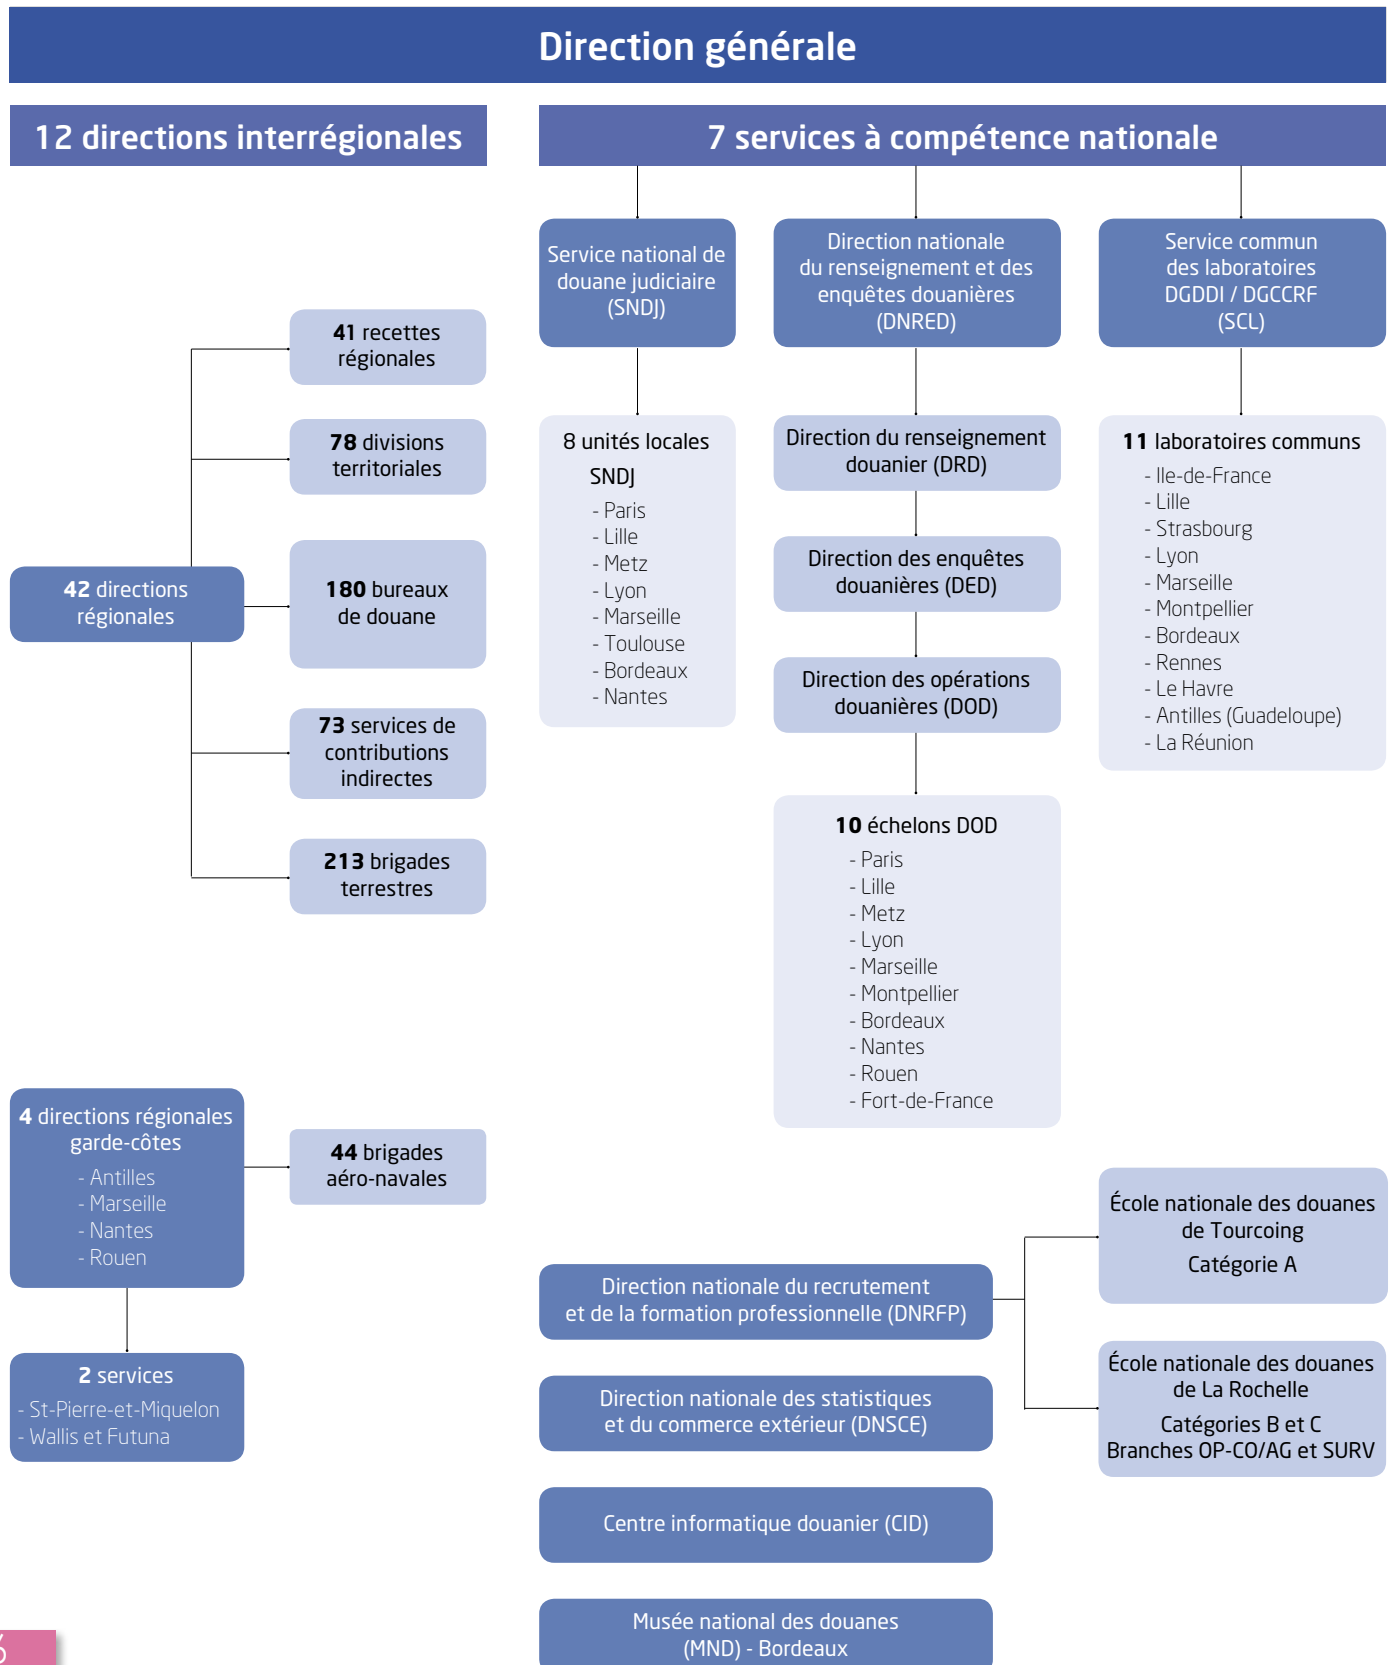 Direction générale
12 directions interrégionales
41 recettes
régionales
78 divisions
territoriales
42 directions
régionales
180 bureaux
de douane
73 services de
contributions
indirectes
213 brigades
terrestres
4 directions régionales
garde-côtes
- Antilles
- Marseille
- Nantes
- Rouen
44 brigades
aéro-navales
2 services
- St-Pierre-et-Miquelon
- Wallis et Futuna
7 services à compétence nationale
Service national de
douane judiciaire
(SNDJ)
8 unités locales
SNDJ
- Paris
- Lille
- Metz
- Lyon
- Marseille
- Toulouse
- Bordeaux
- Nantes
Direction nationale
du renseignement et des
enquêtes douanières
(DNRED)
Direction du renseignement
douanier (DRD)
Direction des enquêtes
douanières (DED)
Direction des opérations
douanières (DOD)
10 échelons DOD
- Paris
- Lille
- Metz
- Lyon
- Marseille
- Montpellier
- Bordeaux
- Nantes
- Rouen
- Fort-de-France
Service commun
des laboratoires
DGDDI / DGCCRF
(SCL)
11 laboratoires communs
- Ile-de-France
- Lille
- Strasbourg
- Lyon
- Marseille
- Montpellier
- Bordeaux
- Rennes
- Le Havre
- Antilles (Guadeloupe)
- La Réunion
Direction nationale du recrutement
et de la formation professionnelle (DNRFP)
École nationale des douanes
de Tourcoing
Catégorie A
École nationale des douanes
de La Rochelle
Catégories B et C
Branches OP-CO/AG et SURV
Direction nationale des statistiques
et du commerce extérieur (DNSCE)
Centre informatique douanier (CID)
Musée national des douanes
(MND) - Bordeaux